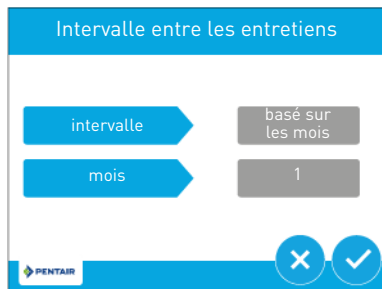 Intervalle entre les entretiens
intervalle
basé sur
les mois
mois
1
PENTAIR